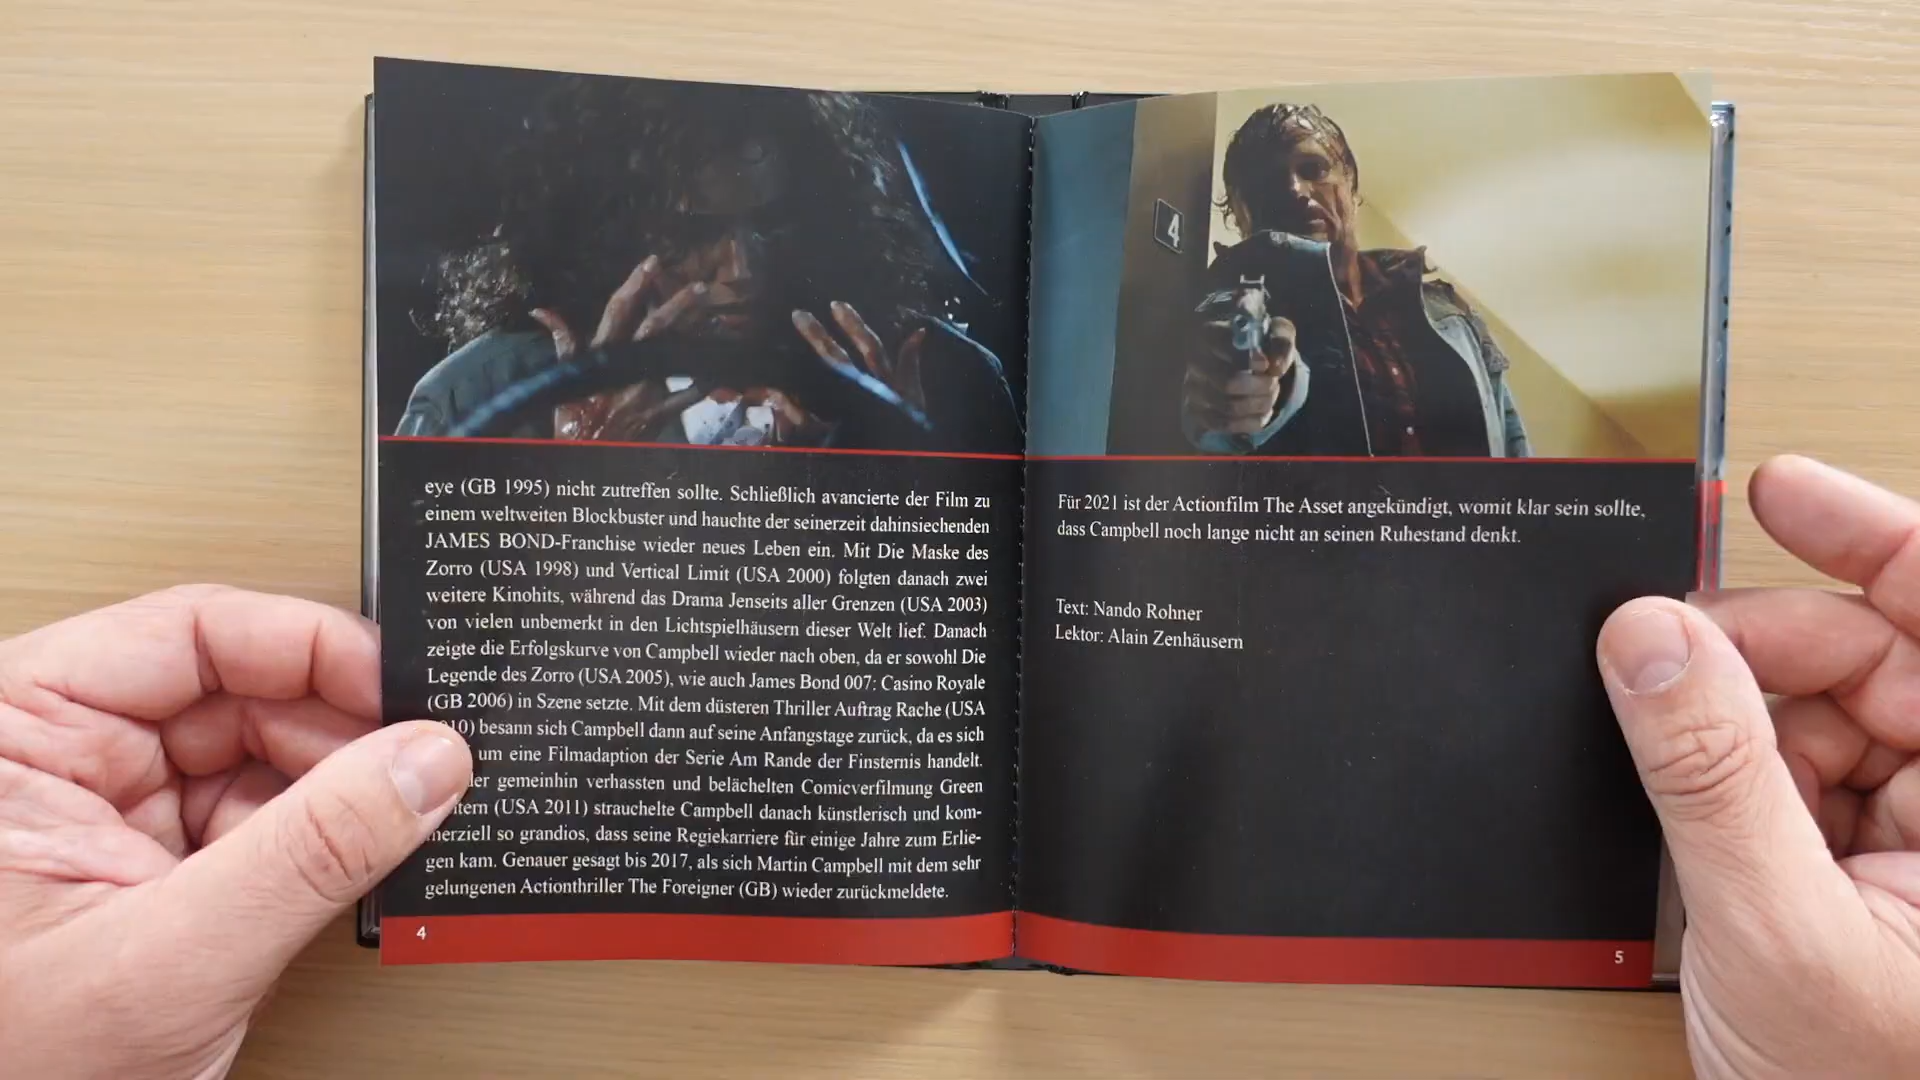 eye (GB 1995) nicht zutreffen sollte. Schließlich avancierte der Film zu
einem weltweiten Blockbuster und hauchte der seinerzeit dahinsiechenden
JAMES BOND-Franchise wieder neues Leben ein. Mit Die Maske des
Zorro (USA 1998) und Vertical Limit (USA 2000) folgten danach zwei
weitere Kinohits, während das Drama Jenseits aller Grenzen (USA 2003)
von vielen unbemerkt in den Lichtspielhäusern dieser Welt lief. Danach
zeigte die Erfolgskurve von Campbell wieder nach oben, da er sowohl Die
Legende des Zorro (USA 2005), wie auch James Bond 007: Casino Royale
(GB 2006) in Szene setzte. Mit dem düsteren Thriller Auftrag Rache (USA
10) besann sich Campbell dann auf seine Anfangstage zurück, da es sich
um eine Filmadaption der Serie Am Rande der Finsternis handelt.
der gemeinhin verhassten und belächelten Comicverfilmung Green
tern (USA 2011) strauchelte Campbell danach künstlerisch und kom-
merziell so grandios, dass seine Regiekarriere für einige Jahre zum Erlie-
gen kam. Genauer gesagt bis 2017, als sich Martin Campbell mit dem sehr
gelungenen Actionthriller The Foreigner (GB) wieder zurückmeldete.
4
4
Für 2021 ist der Actionfilm The Asset angekündigt, womit klar sein sollte,
dass Campbell noch lange nicht an seinen Ruhestand denkt.
Text: Nando Rohner
Lektor: Alain Zenhäusern
5